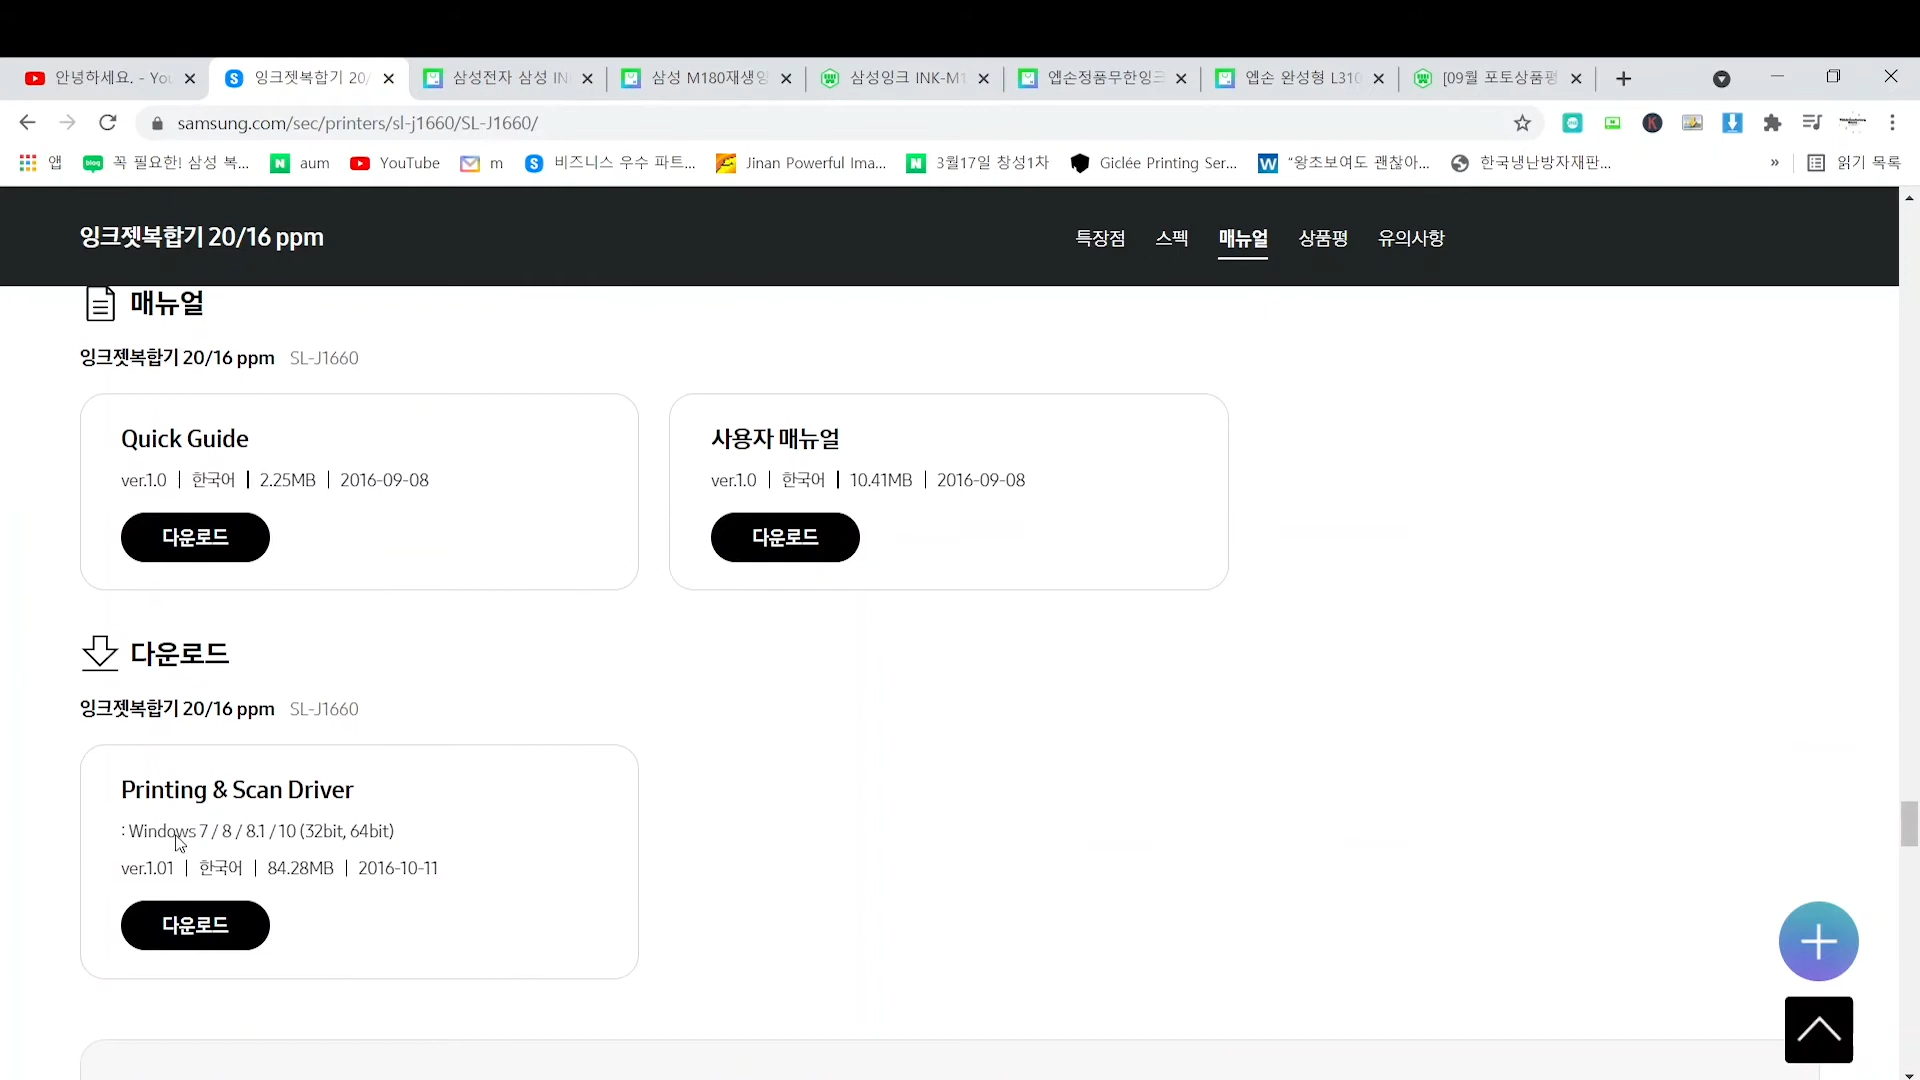 안녕하세요. - You
잉크젯복합기 20/
삼성전자 삼성 IN
삼성 M180재생잉
삼성잉크 INK-M1
엡손정품무한잉크
엡손 완성형 L310
[09월 포토상품평
samsung.com/sec/printers/sl-j1660/SL-J1660/
앱
꼭 필요한! 삼성 복...
aum
YouTube
m
비즈니스 우수 파트...
Jinan Powerful Ima...
3월17일 창성1차
Giclée Printing Ser...
“왕초보여도 괜찮아...
한국냉난방자재판...
»
읽기 목록
잉크젯복합기 20/16 ppm
특장점 스펙 매뉴얼 상품평 유의사항
매뉴얼
잉크젯복합기 20/16 ppm SL-J1660
Quick Guide
ver.1.0 | 한국어 | 2.25MB | 2016-09-08
다운로드
사용자 매뉴얼
ver.1.0 | 한국어 | 10.41MB | 2016-09-08
다운로드
다운로드
잉크젯복합기 20/16 ppm SL-J1660
Printing & Scan Driver
: Windows 7 / 8 / 8.1 / 10 (32bit, 64bit)
ver.1.01 | 한국어 | 84.28MB | 2016-10-11
다운로드